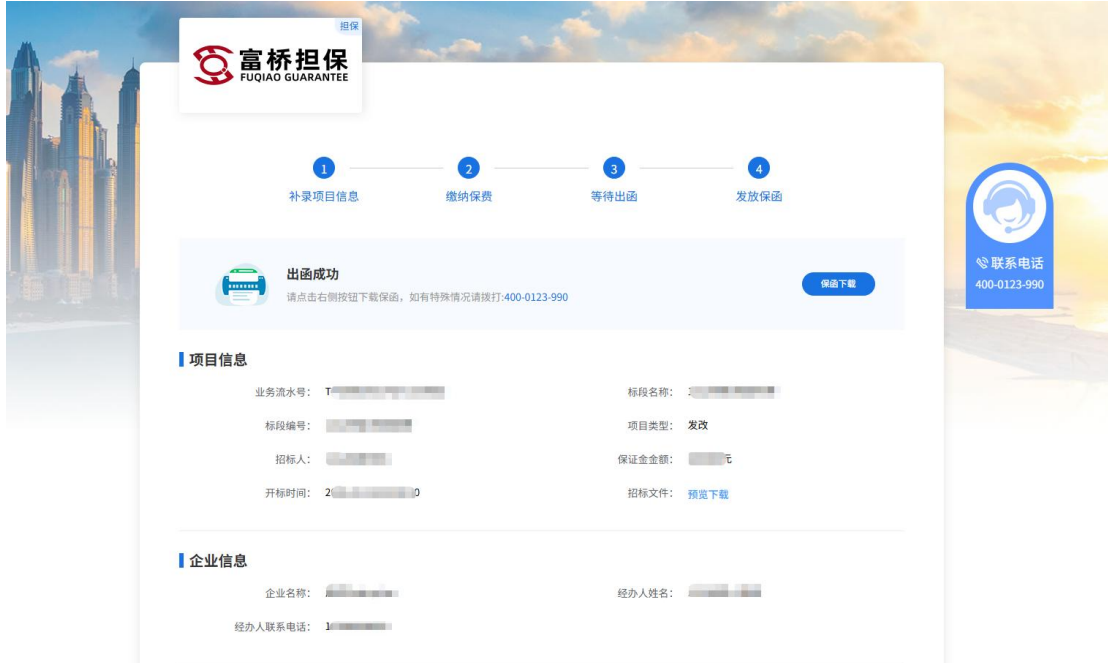 担保
富桥担保
FUQIAO GUARANTEE
1
2
3
4
补录项目信息
缴纳保费
等待出函
发放保函
出函成功
请点击右侧按钮下载保函，如有特殊情况请拨打:400-0123-990
保函下载
联系电话
400-0123-990
项目信息
业务流水号： T
标段名称：
标段编号：
项目类型： 发改
招标人：
保证金金额： 元
开标时间： 2 0
招标文件： 预览下载
企业信息
企业名称：
经办人姓名：
经办人联系电话： 1